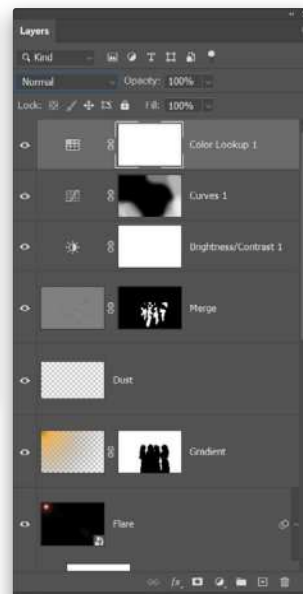 Layers
Kind
Normal
Opacity: 100%
Lock:
Fill: 100%
Color Lookup 1
Curves 1
Brightness/Contrast 1
Merge
Dust
Gradient
Flare
fx